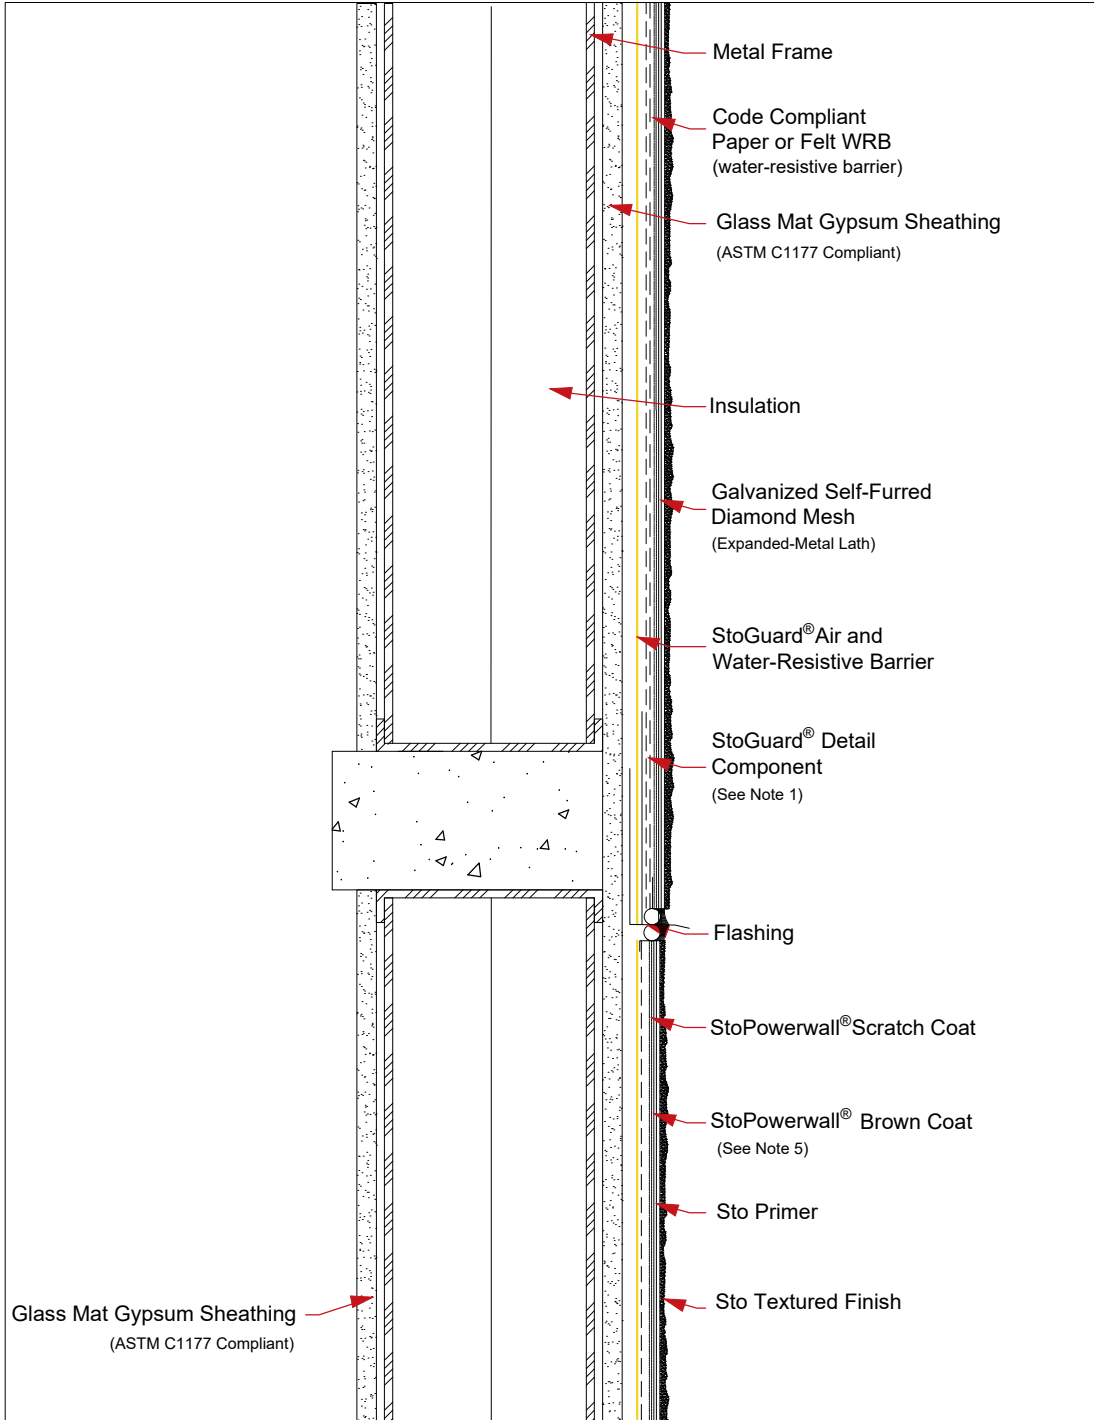 Metal Frame
Code Compliant
Paper or Felt WRB
(water-resistive barrier)
Glass Mat Gypsum Sheathing
(ASTM C1177 Compliant)
Insulation
Galvanized Self-Furred
Diamond Mesh
(Expanded-Metal Lath)
StoGuard® Air and
Water-Resistive Barrier
StoGuard® Detail
Component
(See Note 1)
Flashing
StoPowerwall® Scratch Coat
StoPowerwall® Brown Coat
(See Note 5)
Sto Primer
Sto Textured Finish
Glass Mat Gypsum Sheathing
(ASTM C1177 Compliant)